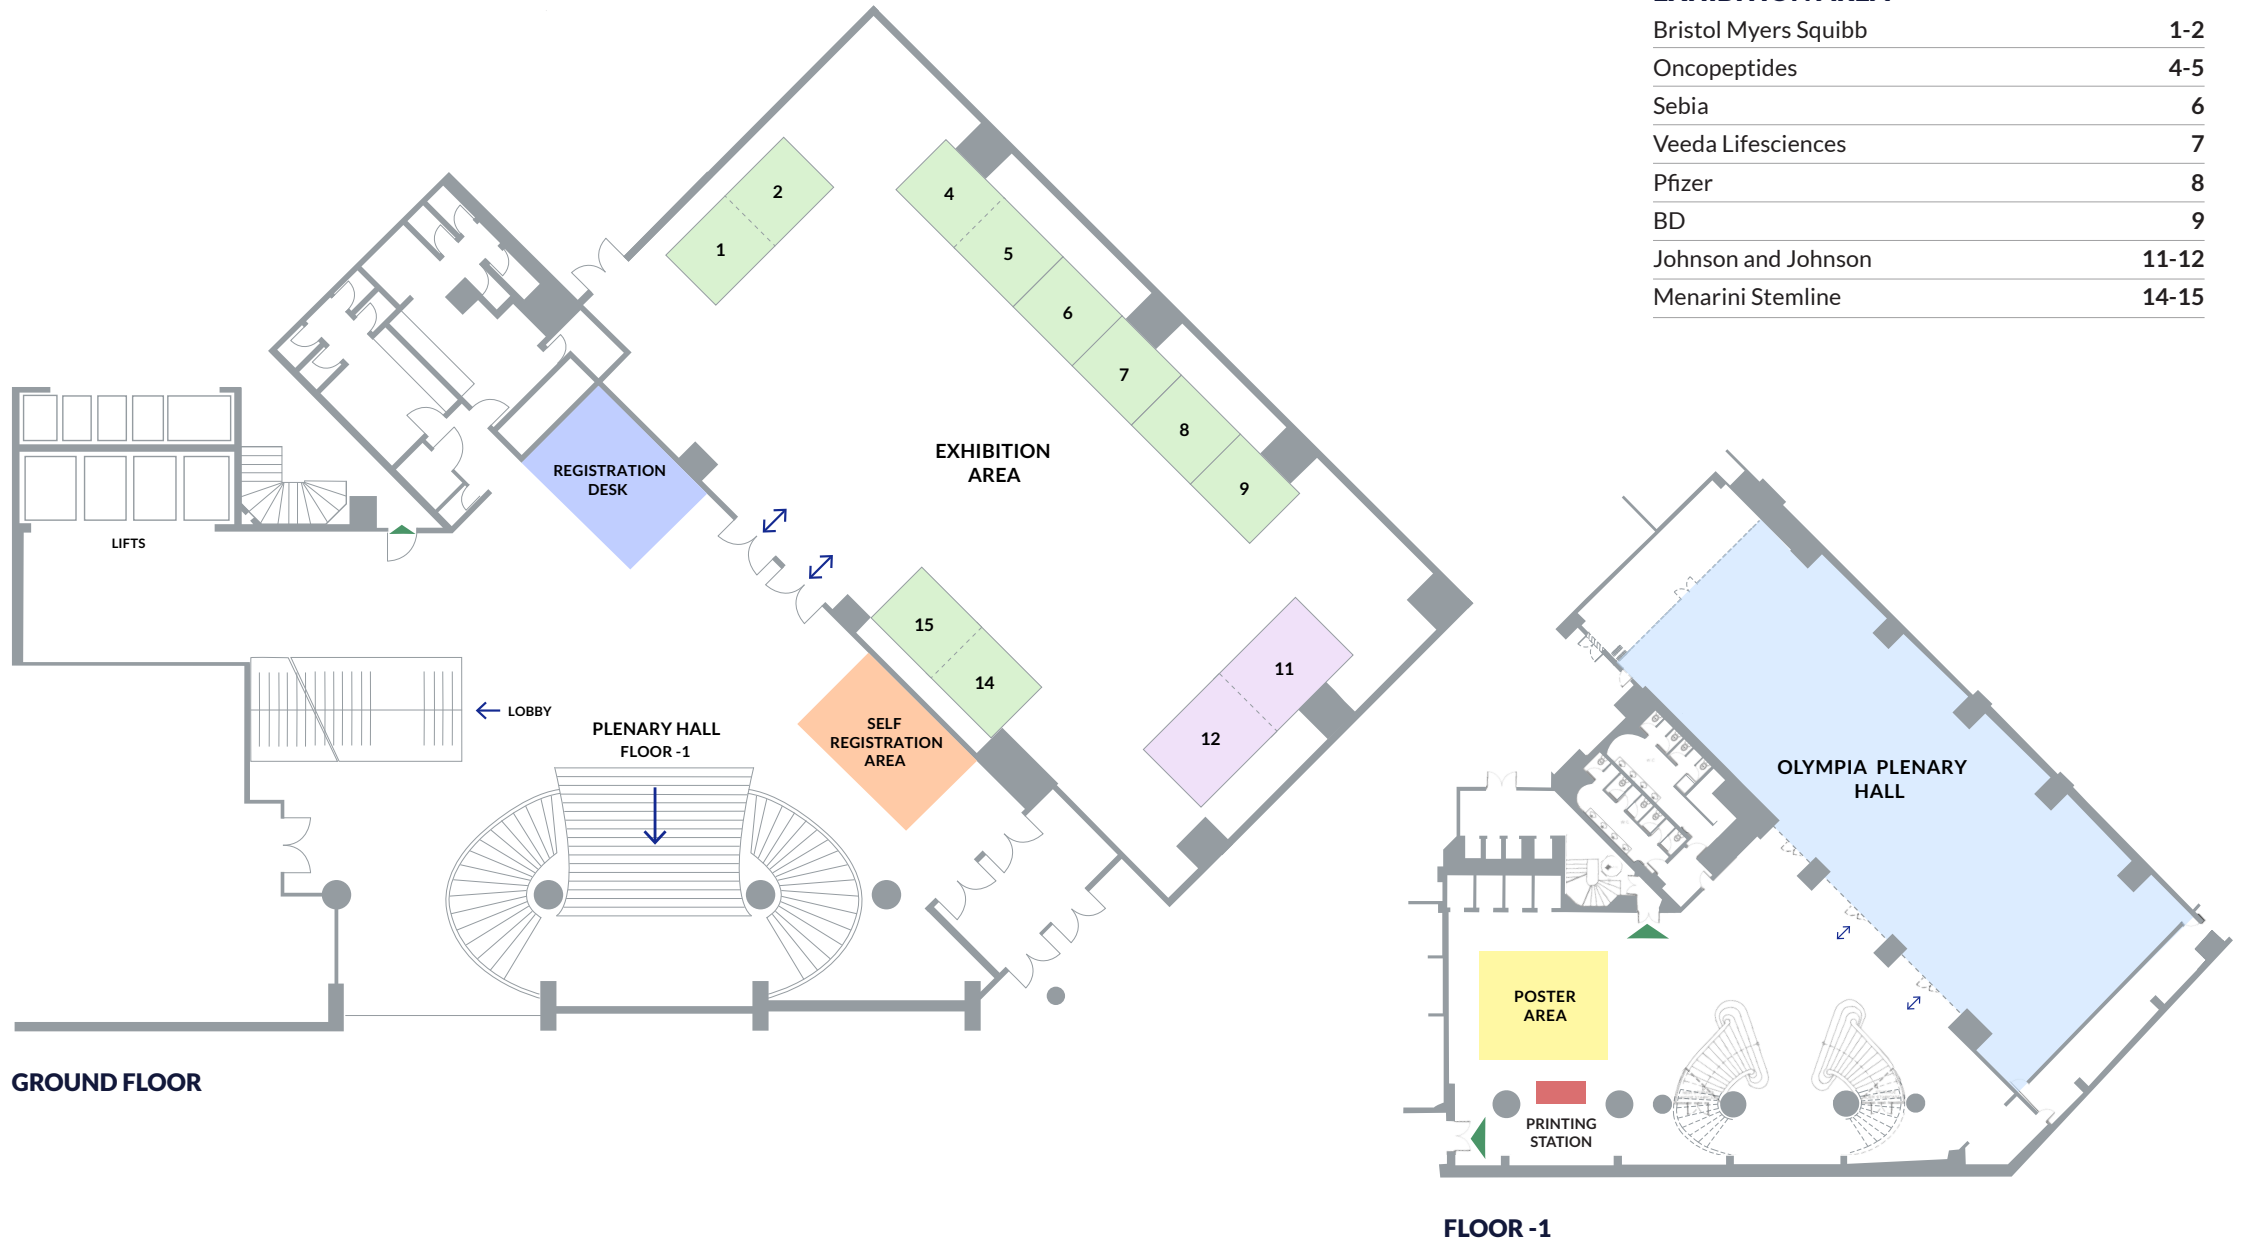 Bristol Myers Squibb 1-2
Oncopeptides 4-5
Sebia 6
Veeda Lifesciences 7
Pfizer 8
BD 9
Johnson and Johnson 11-12
Menarini Stemline 14-15
2
1
4
5
6
7
8
9
EXHIBITION
AREA
REGISTRATION
DESK
LIFTS
15
14
11
12
LOBBY
PLENARY HALL
FLOOR -1
SELF
REGISTRATION
AREA
GROUND FLOOR
OLYMPIA PLENARY
HALL
POSTER
AREA
PRINTING
STATION
FLOOR -1